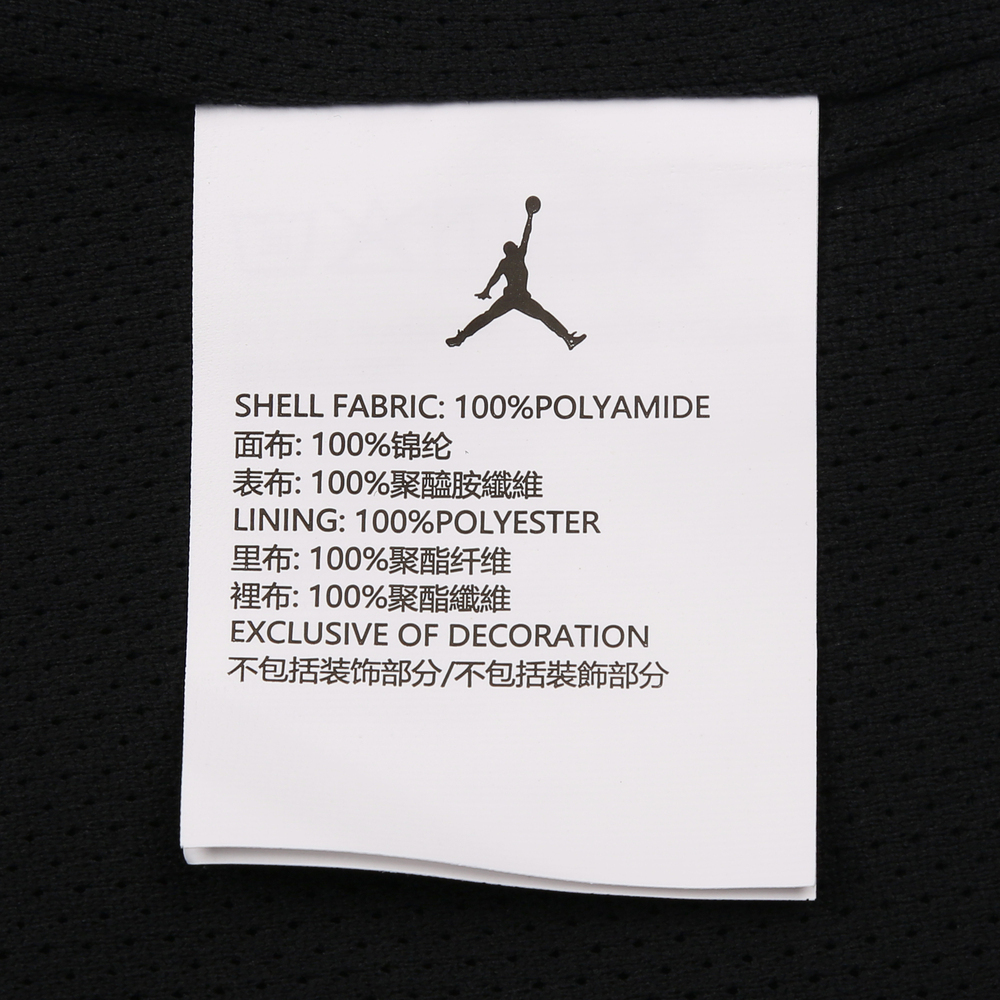 SHELL FABRIC: 100%POLYAMIDE
面布: 100%锦纶
表布: 100%聚醯胺纖維
LINING: 100%POLYESTER
里布: 100%聚酯纤维
裡布: 100%聚酯纖維
EXCLUSIVE OF DECORATION
不包括装饰部分/不包括裝飾部分